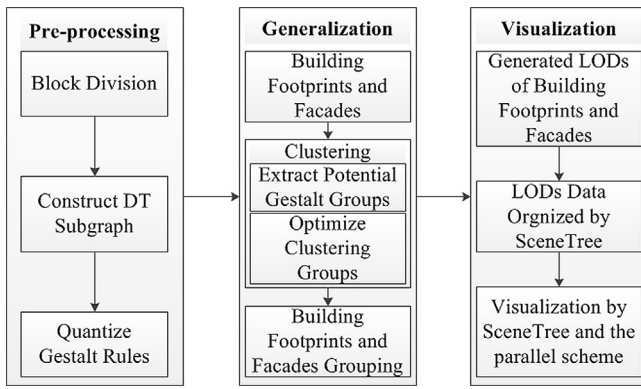 Pre-processing
Block Division
Construct DT
Subgraph
Quantize
Gestalt Rules
Generalization
Building
Footprints and
Facades
Clustering
Extract Potential
Gestalt Groups
Optimize
Clustering
Groups
Building
Footprints and
Facades Grouping
Visualization
Generated LODs
of Building
Footprints and
Facades
LODs Data
Orgnized by
SceneTree
Visualization by
SceneTree and the
parallel scheme